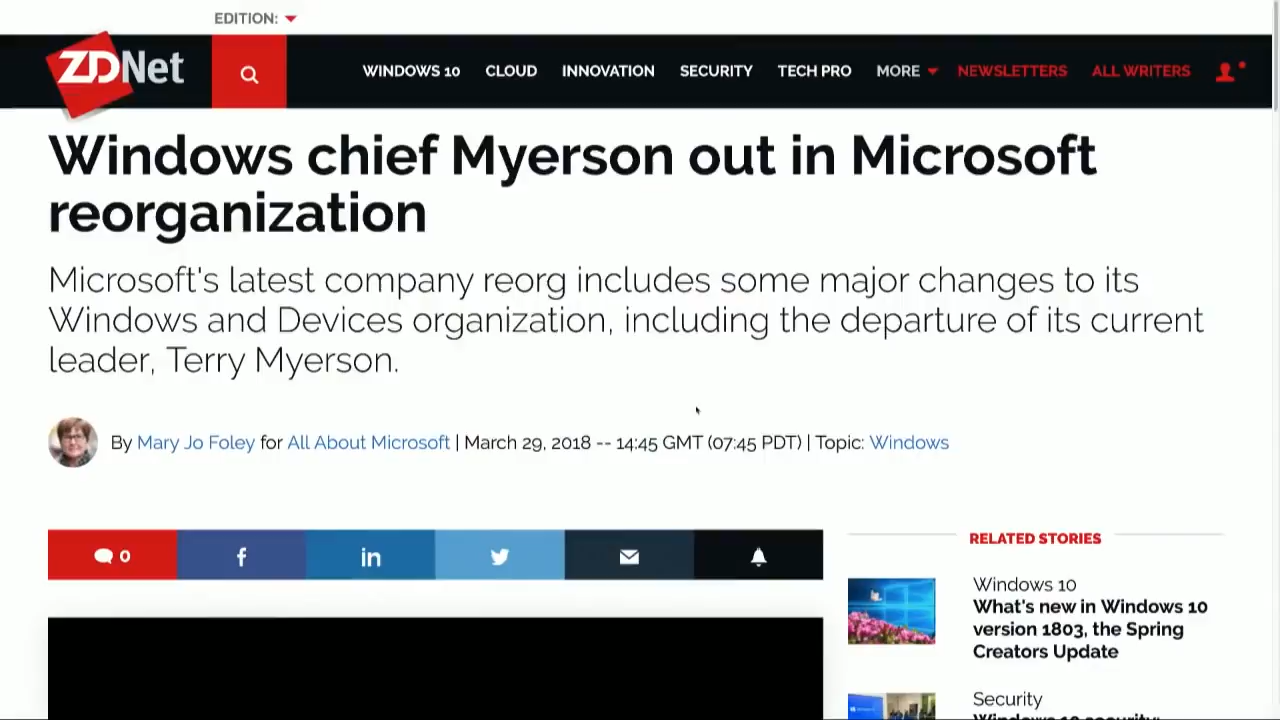 EDITION:
ZDNet
WINDOWS 10 CLOUD INNOVATION SECURITY TECH PRO MORE NEWSLETTERS ALL WRITERS
Windows chief Myerson out in Microsoft
reorganization
Microsoft's latest company reorg includes some major changes to its
Windows and Devices organization, including the departure of its current
leader, Terry Myerson.
By Mary Jo Foley for All About Microsoft | March 29, 2018 -- 14:45 GMT (07:45 PDT) | Topic: Windows
0
RELATED STORIES
Windows 10
What's new in Windows 10
version 1803, the Spring
Creators Update
Security
Windows 10 security: